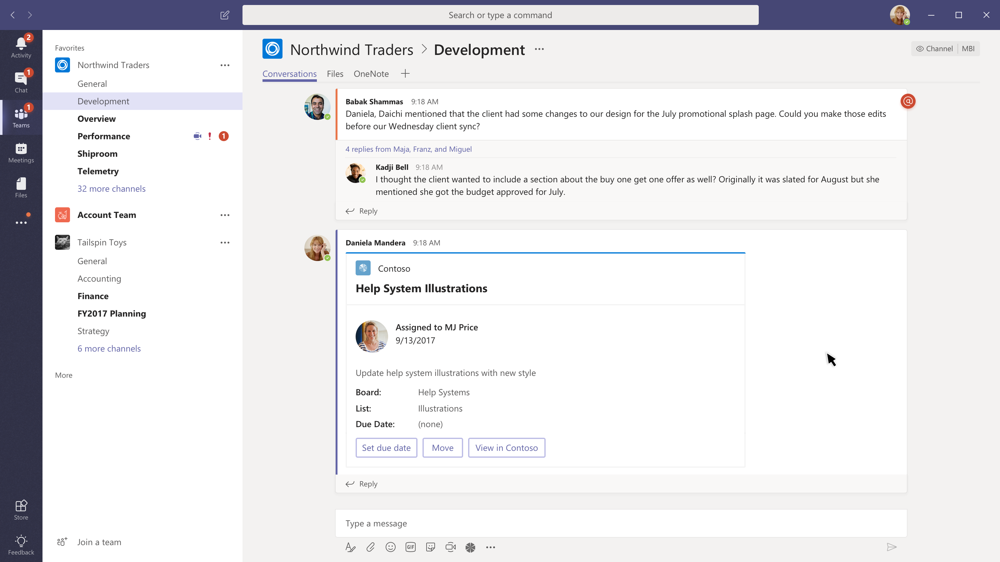 Search or type a command
2
Activity
1
Chat
1
Teams
Meetings
Files
Store
Feedback
Favorites
Northwind Traders
General
Development
Overview
Performance
1
Shiproom
Telemetry
32 more channels
Account Team
Tailspin Toys
General
Accounting
Finance
FY2017 Planning
Strategy
6 more channels
More
Join a team
Northwind Traders > Development
Channel | MBI
Conversations Files OneNote
Babak Shammas 9:18 AM
@
Daniela, Daichi mentioned that the client had some changes to our design for the July promotional splash page. Could you make those edits
before our Wednesday client sync?
4 replies from Maja, Franz, and Miguel
Kadji Bell 9:18 AM
I thought the client wanted to include a section about the buy one get one offer as well? Originally it was slated for August but she
mentioned she got the budget approved for July.
Reply
Daniela Mandera 9:18 AM
Contoso
Help System Illustrations
Assigned to MJ Price
9/13/2017
Update help system illustrations with new style
Board: Help Systems
List: Illustrations
Due Date: (none)
Set due date Move View in Contoso
Reply
Type a message
GIF